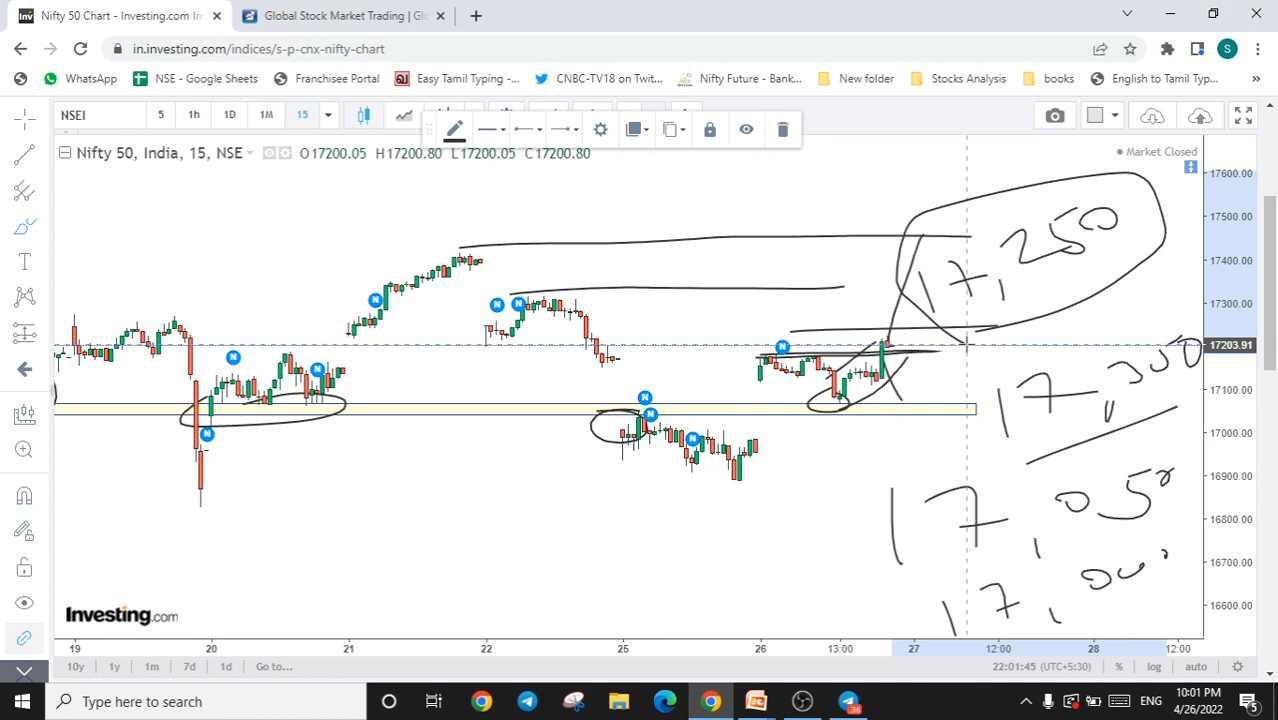 Nifty 50 Chart - Investing.com In
Global Stock Market Trading | Gl
in.investing.com/indices/s-p-cnx-nifty-chart
S
WhatsApp
NSE - Google Sheets
Franchisee Portal
Easy Tamil Typing -...
CNBC-TV18 on Twit...
Nifty Future - Bank...
New folder
Stocks Analysis
books
English to Tamil Typ...
NSEI
5 1h 1D 1M 15
Nifty 50, India, 15, NSE
O17200.05 H17200.80 L17200.05 C17200.80
Market Closed
17600.00
17500.00
17400.00
17300.00
17203.91
17100.00
17000.00
16900.00
16800.00
16700.00
16600.00
N
N
N
N
N
N
N
N
N
N
17,250
17,300
17,050
Investing.com
19 20 21 22 25 26 13:00 27 12:00 28 12:00
10y 1y 1m 7d 1d Go to...
22:01:45 (UTC+5:30) % log auto
Type here to search
36
ENG
10:01 PM
4/26/2022
5